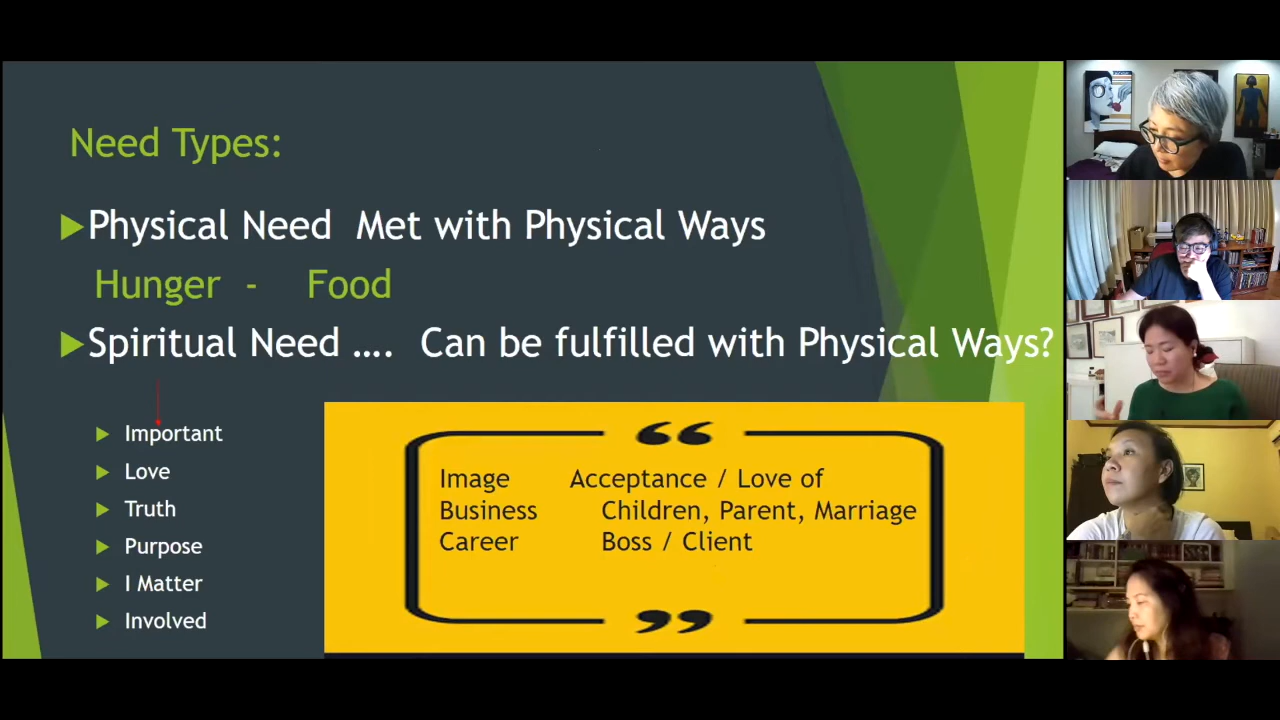 Need Types:
Physical Need Met with Physical Ways
Hunger - Food
Spiritual Need …. Can be fulfilled with Physical Ways?
Important
Love
Truth
Purpose
I Matter
Involved
“
Image Acceptance / Love of
Business Children, Parent, Marriage
Career Boss / Client
”